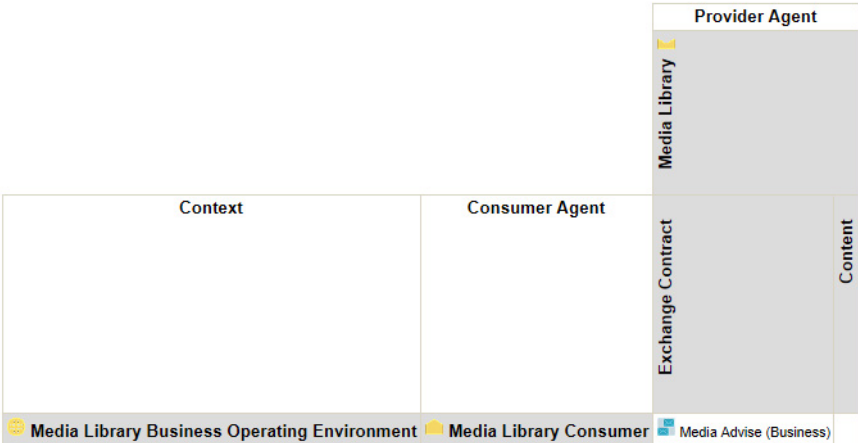 Provider Agent
Media Library
Context
Consumer Agent
Exchange Contract
Content
Media Library Business Operating Environment
Media Library Consumer
Media Advise (Business)